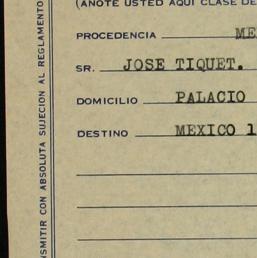 (ANOTE USTED AQUI CLASE DE
PROCEDENCIA ME
SR. JOSE TIQUET.
DOMICILIO PALACIO
DESTINO MEXICO 1
SMITIR CON ABSOLUTA SUJECION AL REGLAMENTO